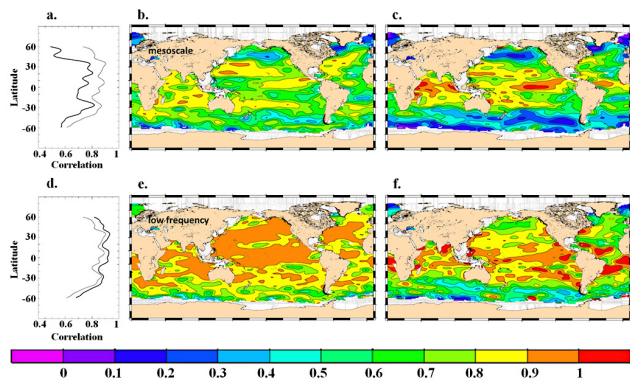 a. b. c.
mesoscale
60
30
0
-30
-60
Latitude
0.4 0.6 0.8 1
Correlation
d. e. f.
low frequency
60
30
0
-30
-60
Latitude
0.4 0.6 0.8 1
Correlation
0 0.1 0.2 0.3 0.4 0.5 0.6 0.7 0.8 0.9 1